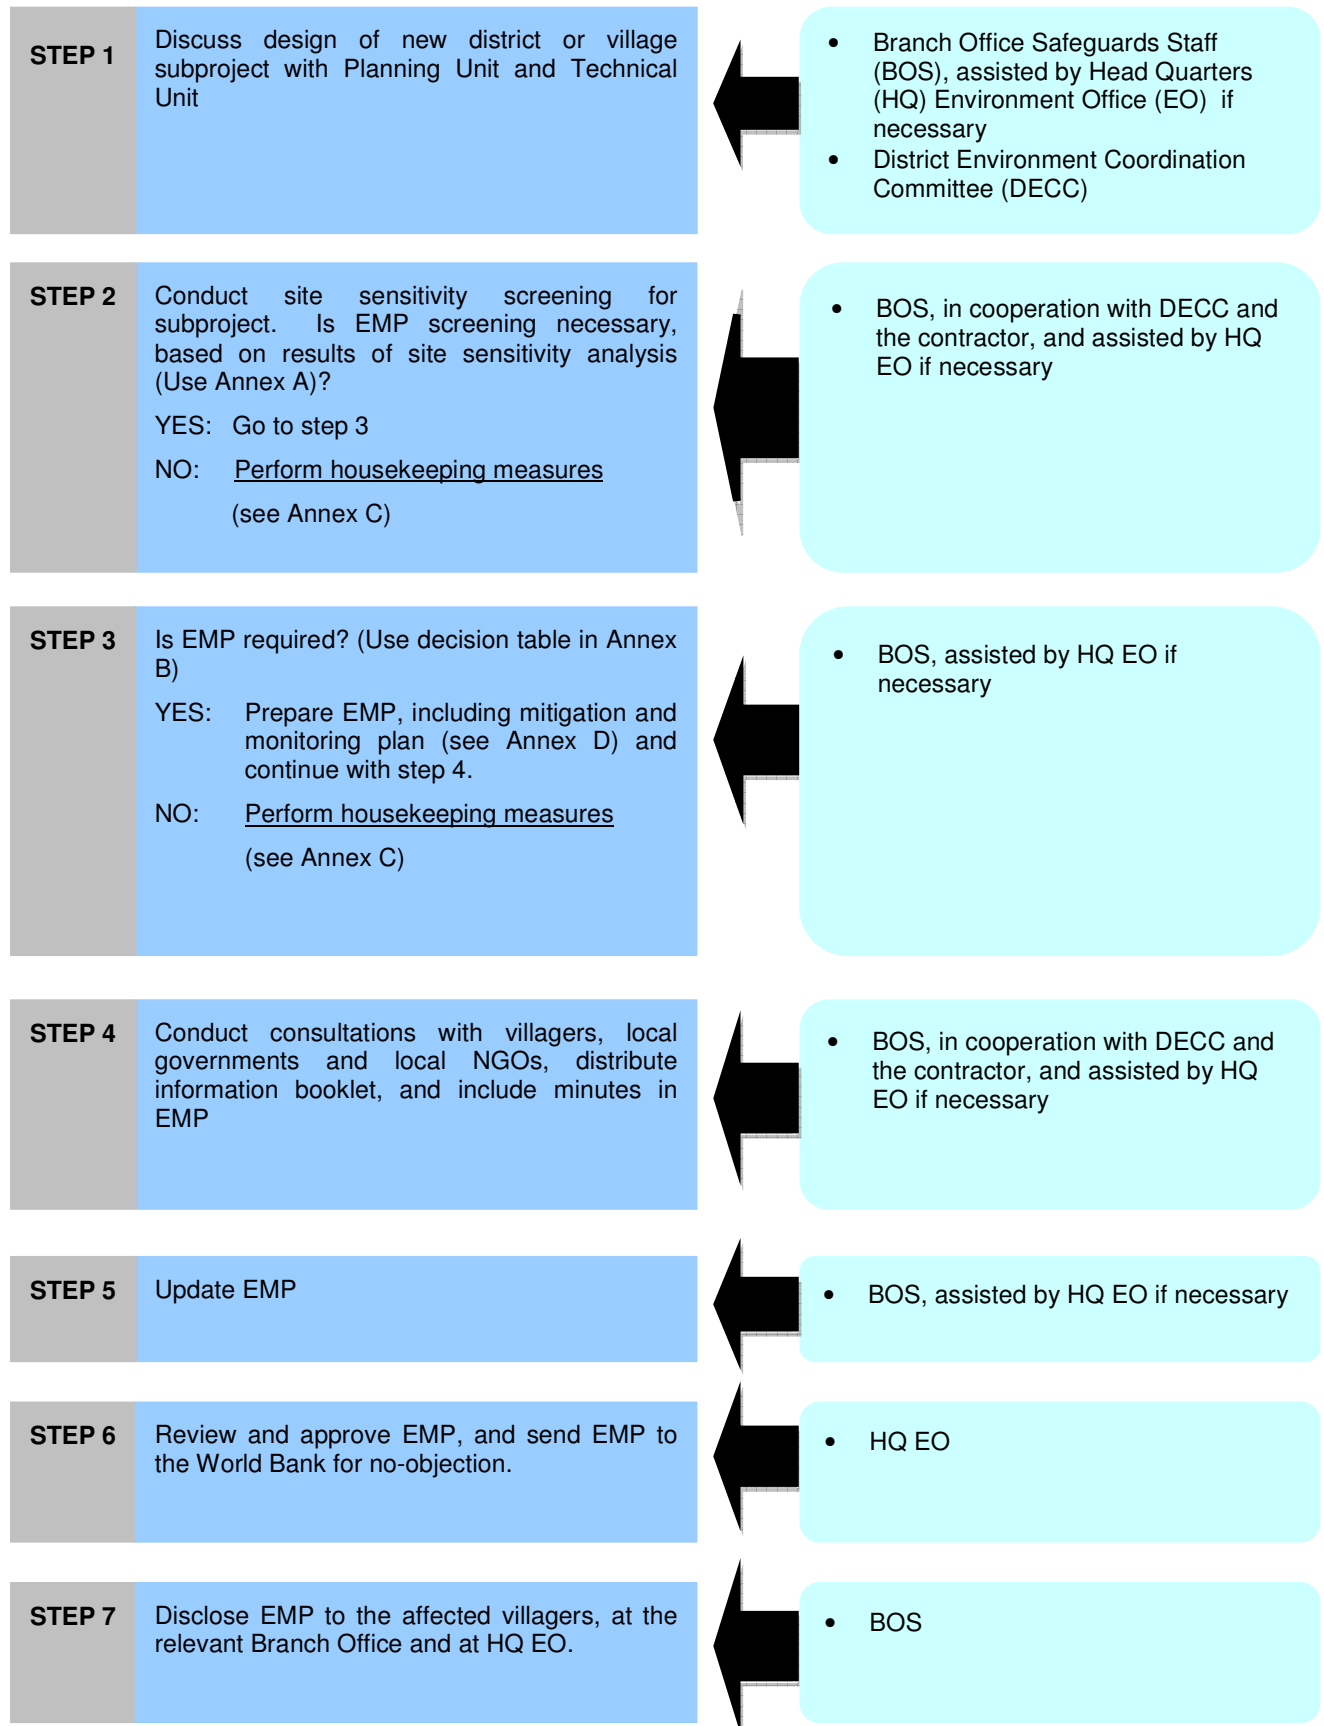 STEP 1
Discuss design of new district or village
subproject with Planning Unit and Technical
Unit
• Branch Office Safeguards Staff
(BOS), assisted by Head Quarters
(HQ) Environment Office (EO) if
necessary
• District Environment Coordination
Committee (DECC)
STEP 2
Conduct site sensitivity screening for
subproject. Is EMP screening necessary,
based on results of site sensitivity analysis
(Use Annex A)?
YES: Go to step 3
NO: Perform housekeeping measures
(see Annex C)
• BOS, in cooperation with DECC and
the contractor, and assisted by HQ
EO if necessary
STEP 3
Is EMP required? (Use decision table in Annex
B)
YES: Prepare EMP, including mitigation and
monitoring plan (see Annex D) and
continue with step 4.
NO: Perform housekeeping measures
(see Annex C)
• BOS, assisted by HQ EO if
necessary
STEP 4
Conduct consultations with villagers, local
governments and local NGOs, distribute
information booklet, and include minutes in
EMP
• BOS, in cooperation with DECC and
the contractor, and assisted by HQ
EO if necessary
STEP 5
Update EMP
• BOS, assisted by HQ EO if necessary
STEP 6
Review and approve EMP, and send EMP to
the World Bank for no-objection.
• HQ EO
STEP 7
Disclose EMP to the affected villagers, at the
relevant Branch Office and at HQ EO.
• BOS